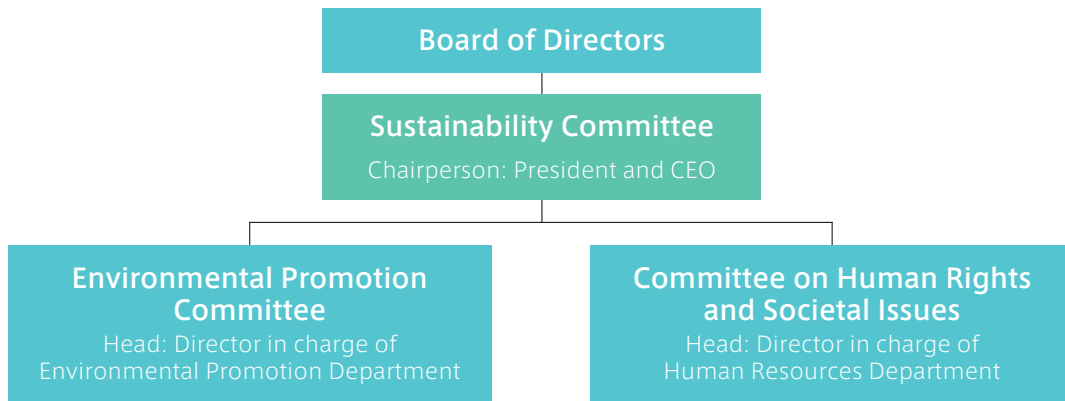 Board of Directors
Sustainability Committee
Chairperson: President and CEO
Environmental Promotion
Committee
Head: Director in charge of
Environmental Promotion Department
Committee on Human Rights
and Societal Issues
Head: Director in charge of
Human Resources Department